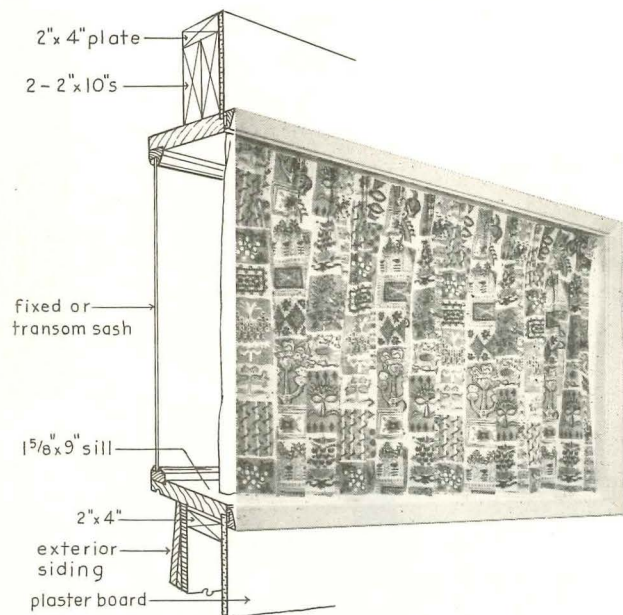 2"x 4" plate
2-2"x10"s
fixed or
transom sash
1 5/8"x 9" sill
2"x 4"
exterior
siding
plaster board